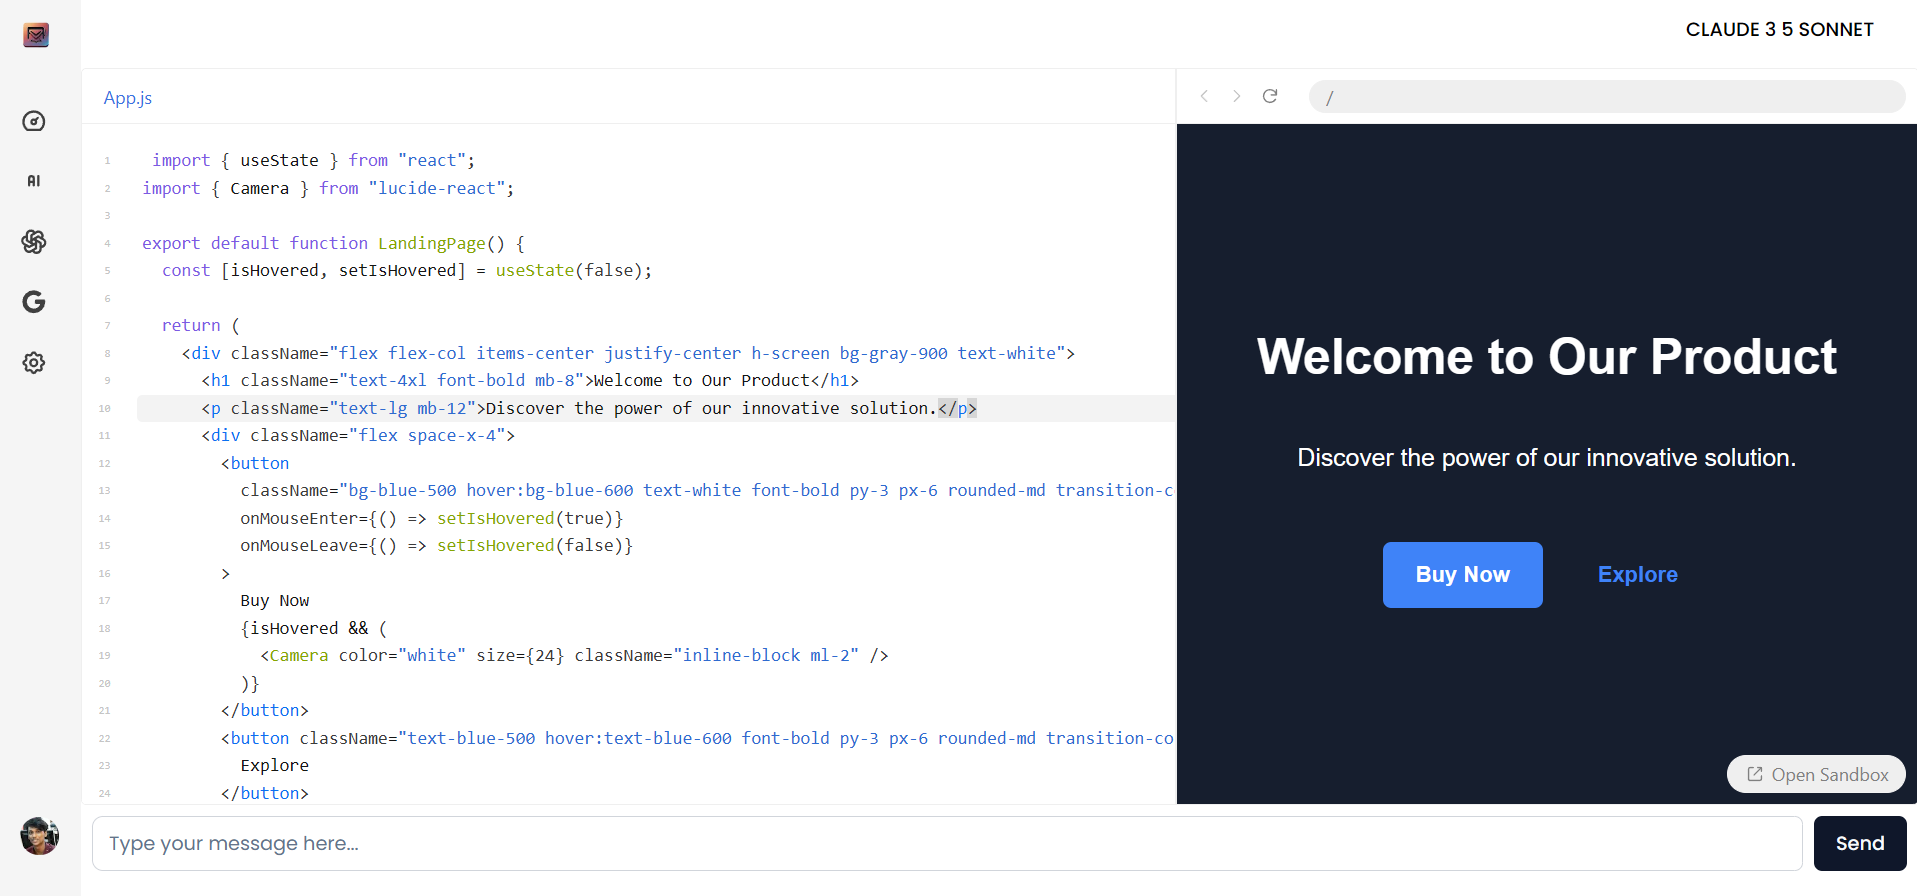 CLAUDE 3 5 SONNET
App.js
/
AI
1 import { useState } from "react";
2 import { Camera } from "lucide-react";
3
4 export default function LandingPage() {
5 const [isHovered, setIsHovered] = useState(false);
6
7 return (
8 <div className="flex flex-col items-center justify-center h-screen bg-gray-900 text-white">
9 <h1 className="text-4xl font-bold mb-8">Welcome to Our Product</h1>
10 <p className="text-lg mb-12">Discover the power of our innovative solution.</p>
11 <div className="flex space-x-4">
12 <button
13 className="bg-blue-500 hover:bg-blue-600 text-white font-bold py-3 px-6 rounded-md transition-c
14 onMouseEnter={() => setIsHovered(true)}
15 onMouseLeave={() => setIsHovered(false)}
16 >
17 Buy Now
18 {isHovered && (
19 <Camera color="white" size={24} className="inline-block ml-2" />
20 )}
21 </button>
22 <button className="text-blue-500 hover:text-blue-600 font-bold py-3 px-6 rounded-md transition-co
23 Explore
24 </button>
Welcome to Our Product
Discover the power of our innovative solution.
Buy Now Explore
Open Sandbox
Type your message here...
Send